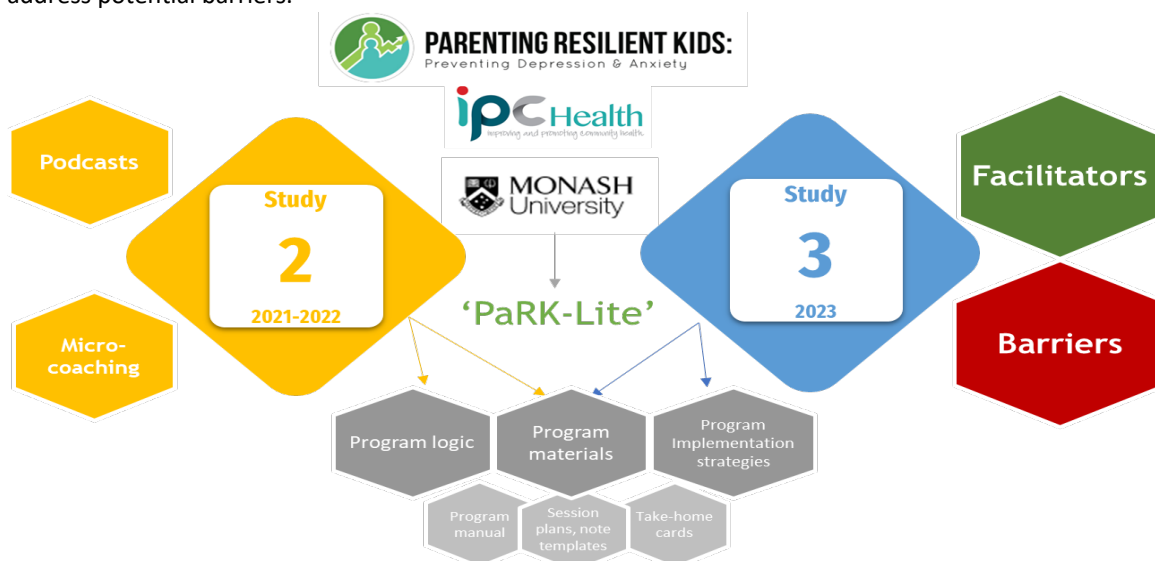 address potential barriers.
PARENTING RESILIENT KIDS:
Preventing Depression & Anxiety
ipc Health
improving and promoting community health
MONASH
University
Podcasts
Micro-
coaching
Study
2
2021-2022
'PaRK-Lite'
Study
3
2023
Facilitators
Barriers
Program logic
Program
materials
Program
Implementation
strategies
Program
manual
Session
plans, note
templates
Take-home
cards